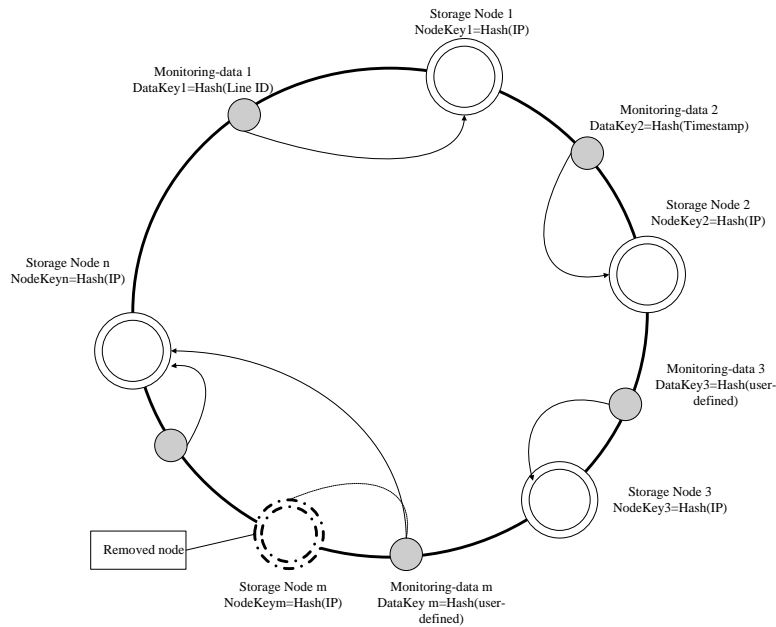 Storage Node 1
NodeKey1=Hash(IP)
Monitoring-data 1
DataKey1=Hash(Line ID)
Monitoring-data 2
DataKey2=Hash(Timestamp)
Storage Node 2
NodeKey2=Hash(IP)
Storage Node n
NodeKeyn=Hash(IP)
Monitoring-data 3
DataKey3=Hash(user-
defined)
Storage Node 3
NodeKey3=Hash(IP)
Removed node
Storage Node m
NodeKeym=Hash(IP)
Monitoring-data m
DataKey m=Hash(user-
defined)